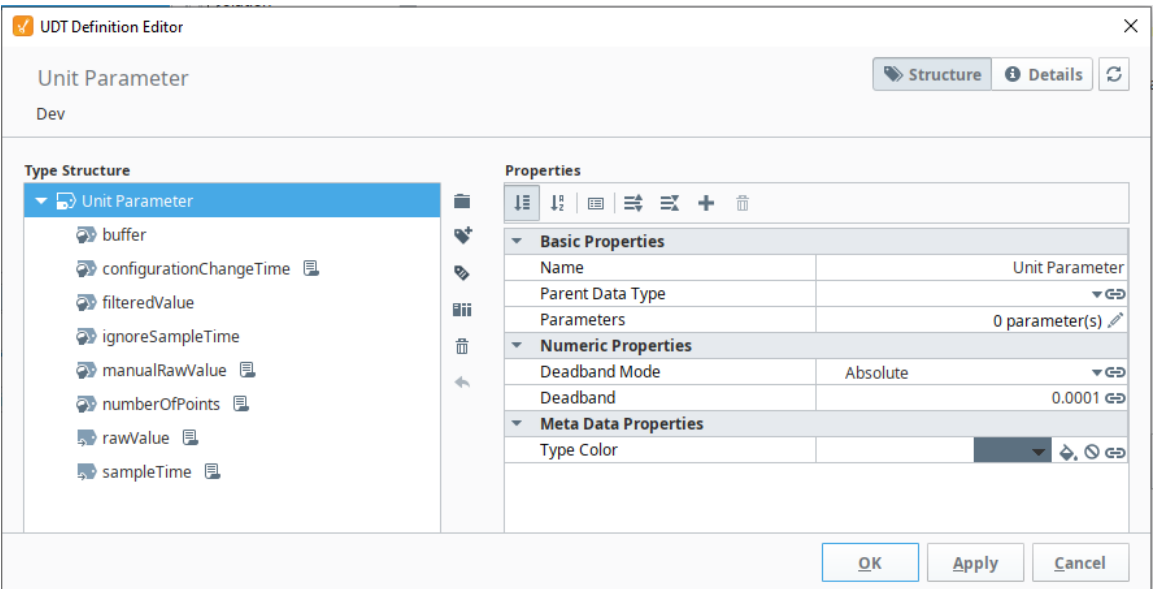 UDT Definition Editor
Unit Parameter
Structure
Details
Dev
Type Structure
Unit Parameter
buffer
configurationChangeTime
filteredValue
ignoreSampleTime
manualRawValue
numberOfPoints
rawValue
sampleTime
Properties
Basic Properties
Name Unit Parameter
Parent Data Type
Parameters 0 parameter(s)
Numeric Properties
Deadband Mode Absolute
Deadband 0.0001
Meta Data Properties
Type Color
OK Apply Cancel